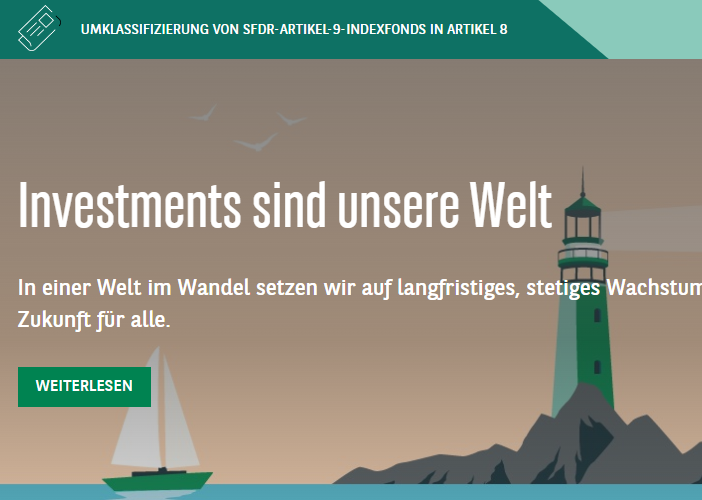 UMKLASSIFIZIERUNG VON SFDR-ARTIKEL-9-INDEXFONDS IN ARTIKEL 8
Investments sind unsere Welt
In einer Welt im Wandel setzen wir auf langfristiges, stetiges Wachstum
Zukunft für alle.
WEITERLESEN